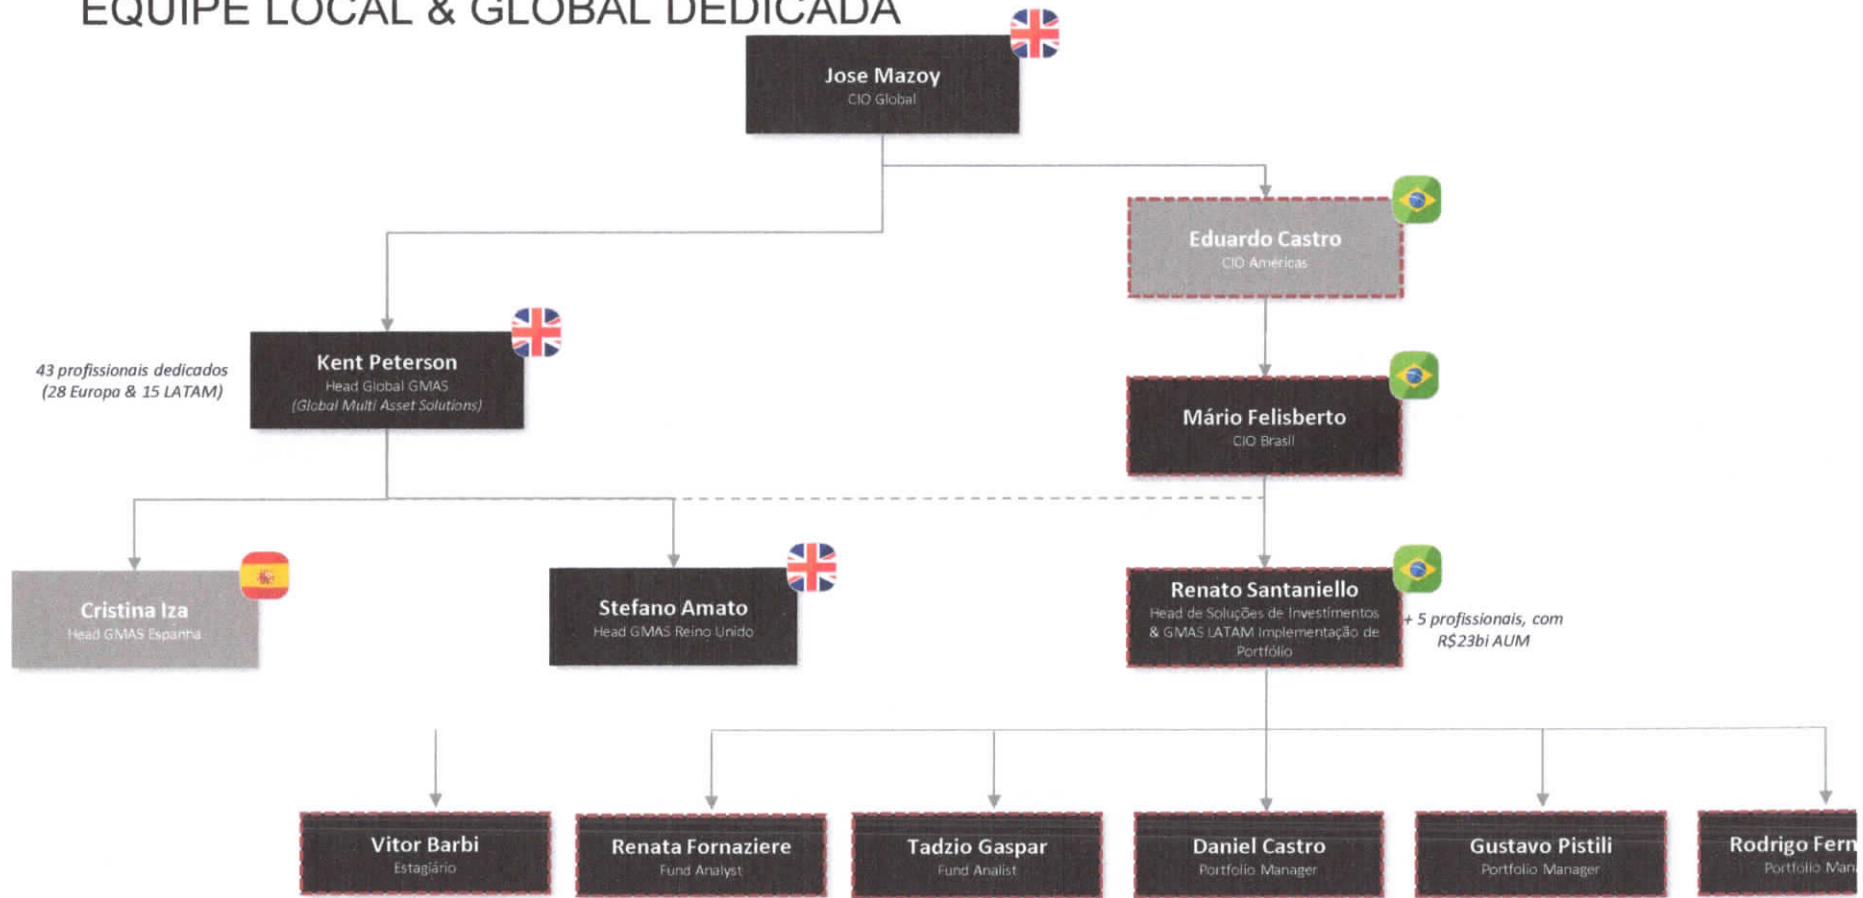 EQUIPE LOCAL & GLOBAL DEDICADA
Jose Mazoy
CIO Global
Eduardo Castro
CIO Américas
43 profissionais dedicados
(28 Europa & 15 LATAM)
Kent Peterson
Head Global GMAS
(Global Multi Asset Solutions)
Mário Felisberto
CIO Brasil
Cristina Iza
Head GMAS Espanha
Stefano Amato
Head GMAS Reino Unido
Renato Santaniello
Head de Soluções de Investimentos
& GMAS LATAM Implementação de
Portfólio
+ 5 profissionais, com
R$23bi AUM
Vitor Barbi
Estagiário
Renata Fornaziere
Fund Analyst
Tadzio Gaspar
Fund Analist
Daniel Castro
Portfolio Manager
Gustavo Pistili
Portfolio Manager
Rodrigo Fern
Portfolio Man